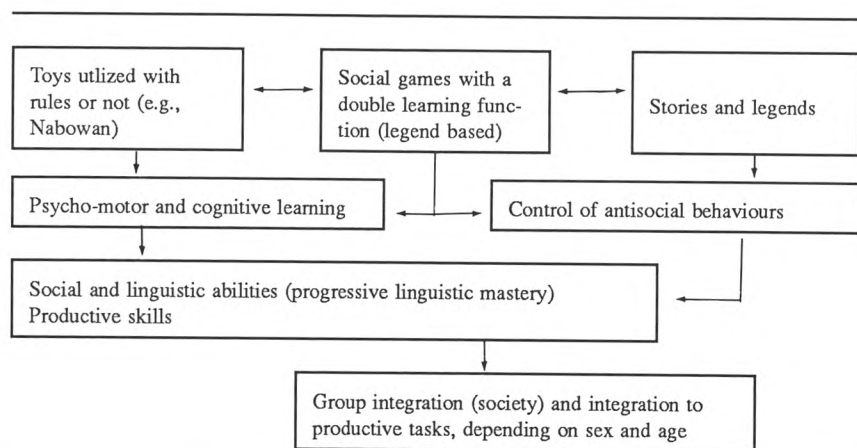 Toys utlized with
rules or not (e.g.,
Nabowan)
Social games with a
double learning func-
tion (legend based)
Stories and legends
Psycho-motor and cognitive learning
Control of antisocial behaviours
Social and linguistic abilities (progressive linguistic mastery)
Productive skills
Group integration (society) and integration to
productive tasks, depending on sex and age